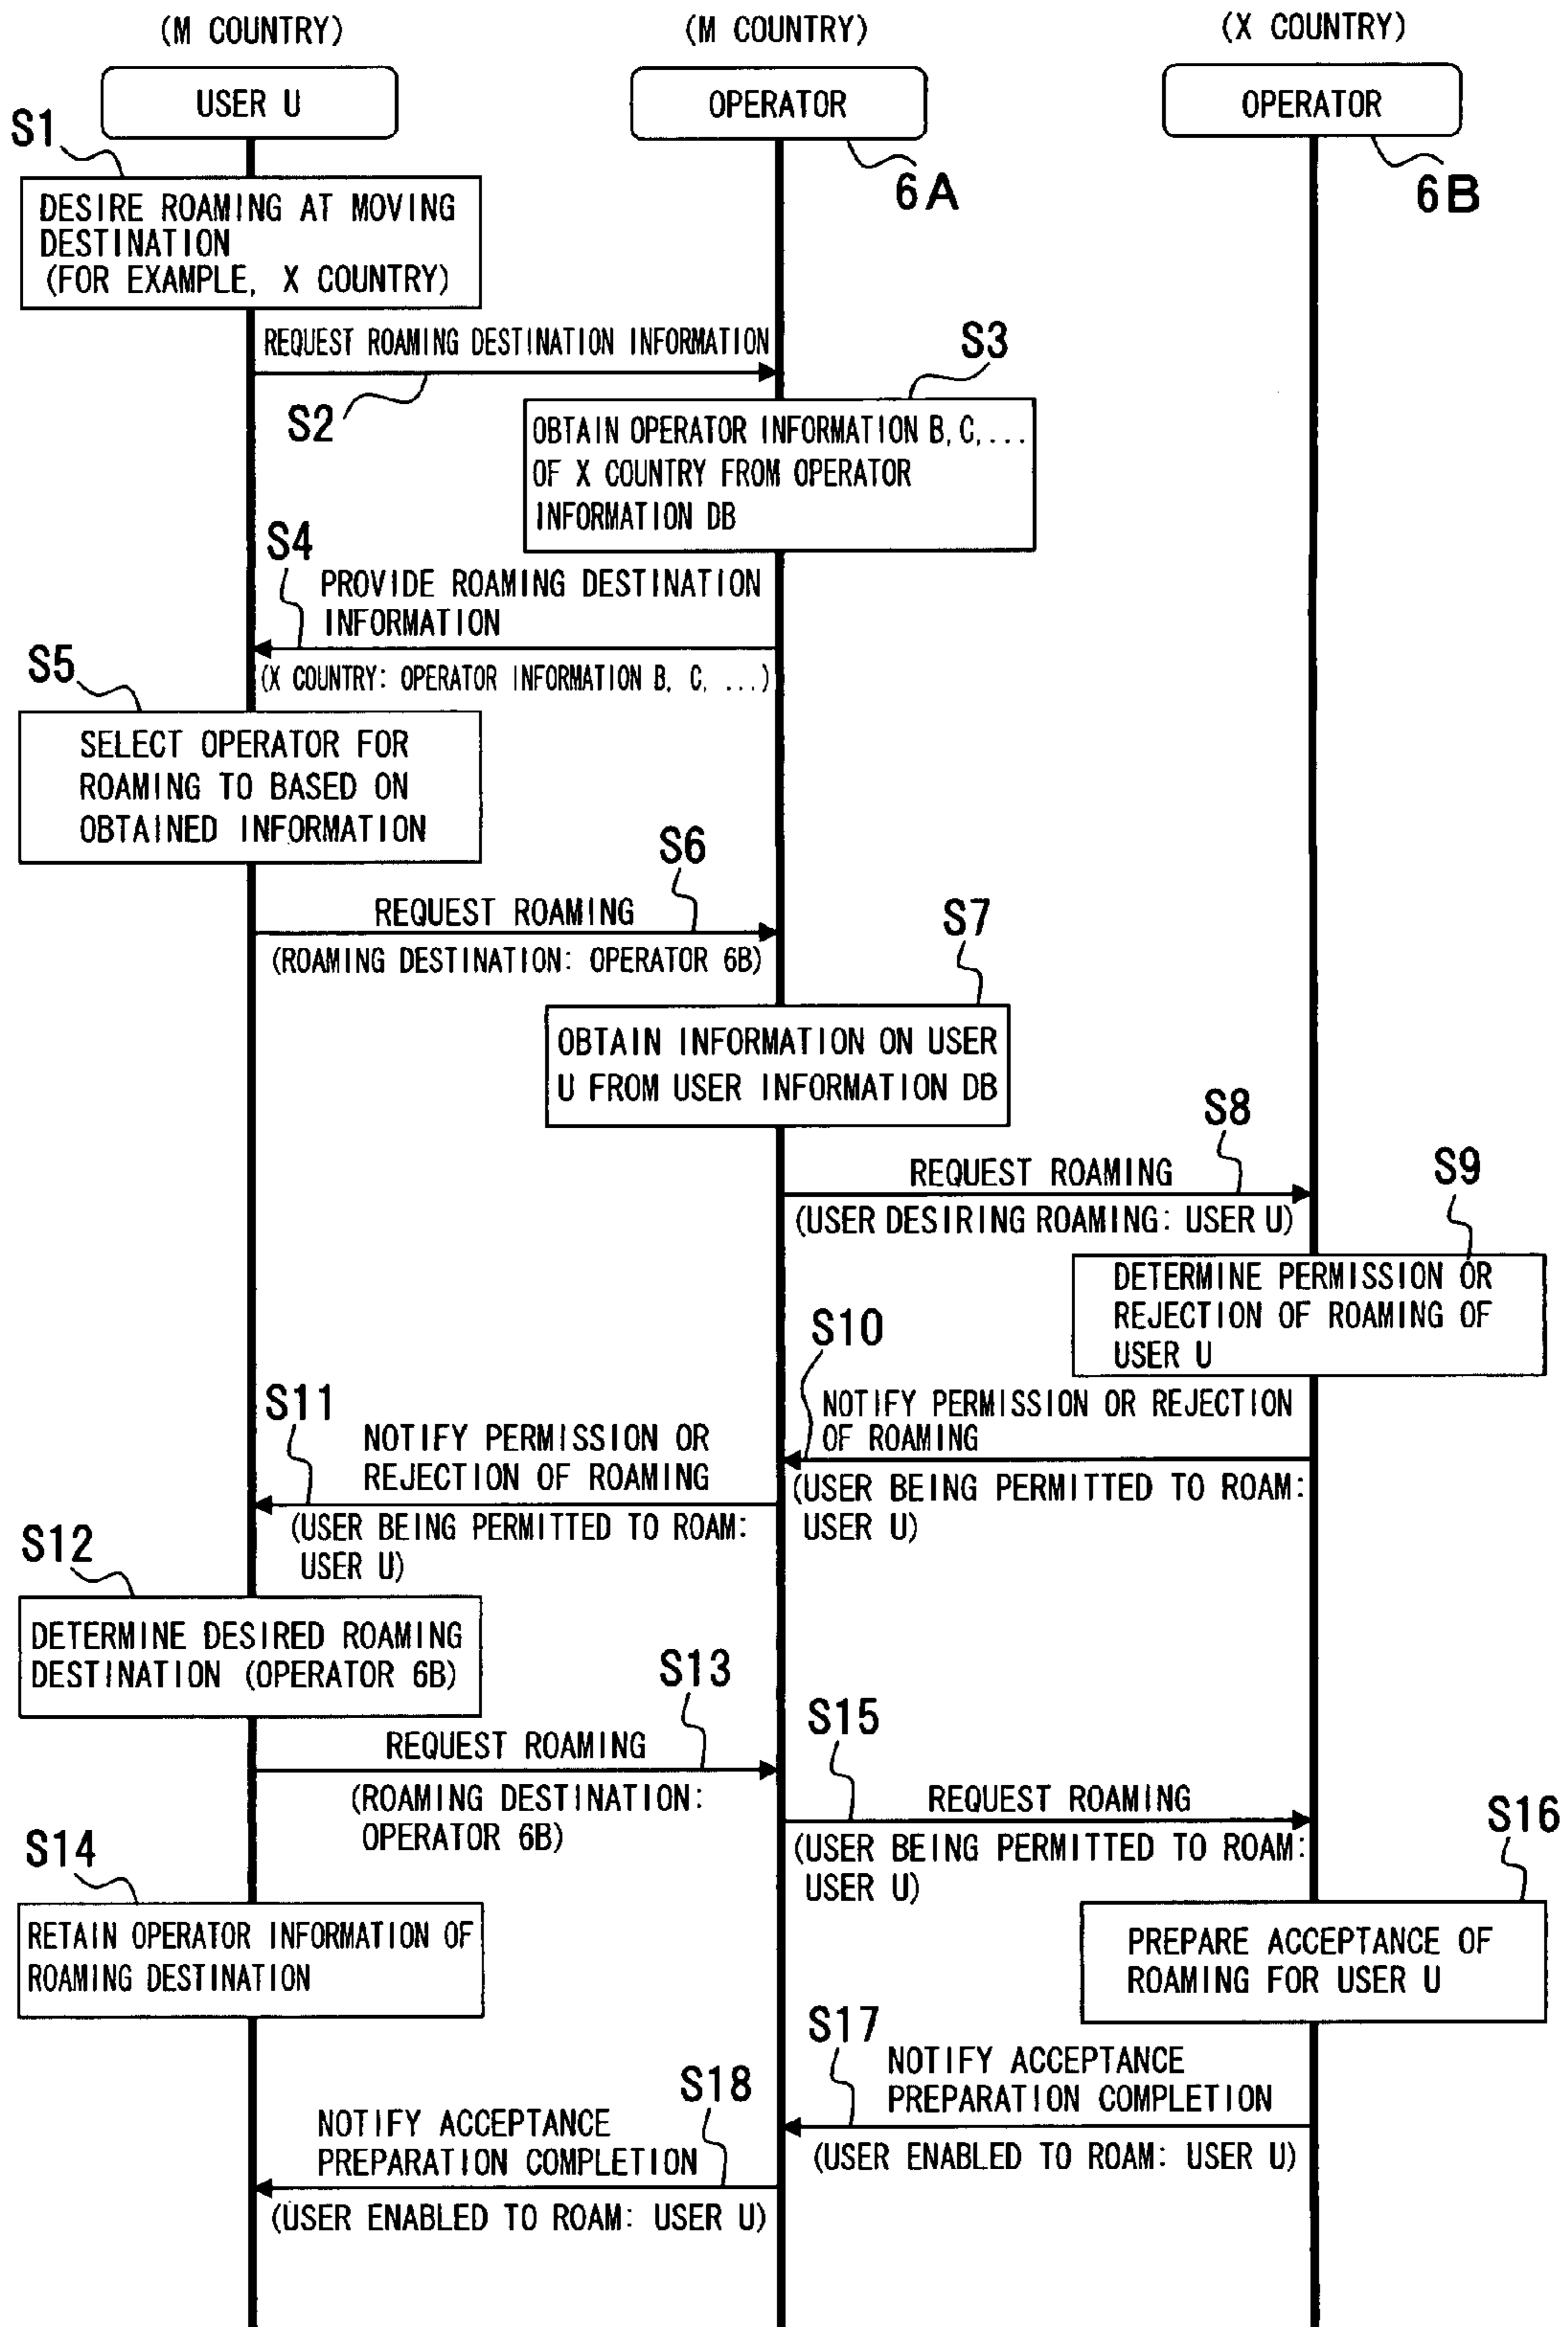 (M COUNTRY)
(M COUNTRY)
(X COUNTRY)
USER U
OPERATOR
OPERATOR
6A
6B
S1
DESIRE ROAMING AT MOVING
DESTINATION
(FOR EXAMPLE, X COUNTRY)
REQUEST ROAMING DESTINATION INFORMATION
S2
S3
OBTAIN OPERATOR INFORMATION B, C, ...
OF X COUNTRY FROM OPERATOR
INFORMATION DB
S4
PROVIDE ROAMING DESTINATION
INFORMATION
(X COUNTRY: OPERATOR INFORMATION B, C, ...)
S5
SELECT OPERATOR FOR
ROAMING TO BASED ON
OBTAINED INFORMATION
S6
REQUEST ROAMING
(ROAMING DESTINATION: OPERATOR 6B)
S7
OBTAIN INFORMATION ON USER
U FROM USER INFORMATION DB
S8
REQUEST ROAMING
(USER DESIRING ROAMING: USER U)
S9
DETERMINE PERMISSION OR
REJECTION OF ROAMING OF
USER U
S10
NOTIFY PERMISSION OR REJECTION
OF ROAMING
(USER BEING PERMITTED TO ROAM:
USER U)
S11
NOTIFY PERMISSION OR
REJECTION OF ROAMING
(USER BEING PERMITTED TO ROAM:
USER U)
S12
DETERMINE DESIRED ROAMING
DESTINATION (OPERATOR 6B)
S13
REQUEST ROAMING
(ROAMING DESTINATION:
OPERATOR 6B)
S14
RETAIN OPERATOR INFORMATION OF
ROAMING DESTINATION
S15
REQUEST ROAMING
(USER BEING PERMITTED TO ROAM:
USER U)
S16
PREPARE ACCEPTANCE OF
ROAMING FOR USER U
S17
NOTIFY ACCEPTANCE
PREPARATION COMPLETION
(USER ENABLED TO ROAM: USER U)
S18
NOTIFY ACCEPTANCE
PREPARATION COMPLETION
(USER ENABLED TO ROAM: USER U)